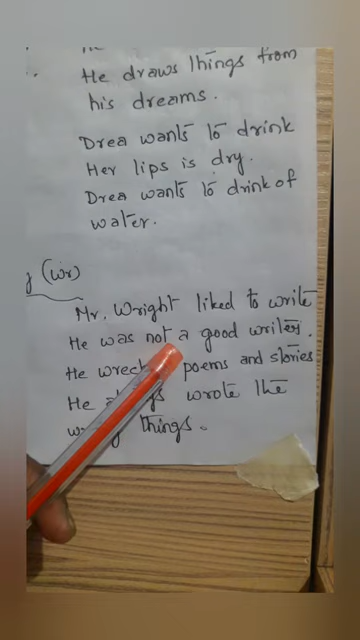 He draws things from
his dreams.
Drea wants to drink
Her lips is dry.
Drea wants to drink of
water.
(wr)
Mr. Wright liked to write
He was not a good writer.
He poems and stories
He wrote the
things.